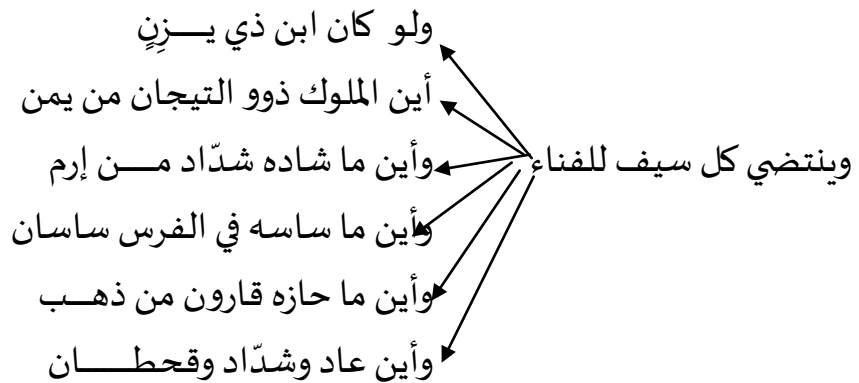 ولو كان ابن ذي يـــزِنٍ
أين الملوك ذوو التيجان من يمن
وينتضي كل سيف للفناء
وأين ما شاده شدّاد مـــن إرم
وأين ما ساسه في الفرس ساسان
وأين ما حازه قارون من ذهــب
وأين عاد وشدّاد وقحطـــــان